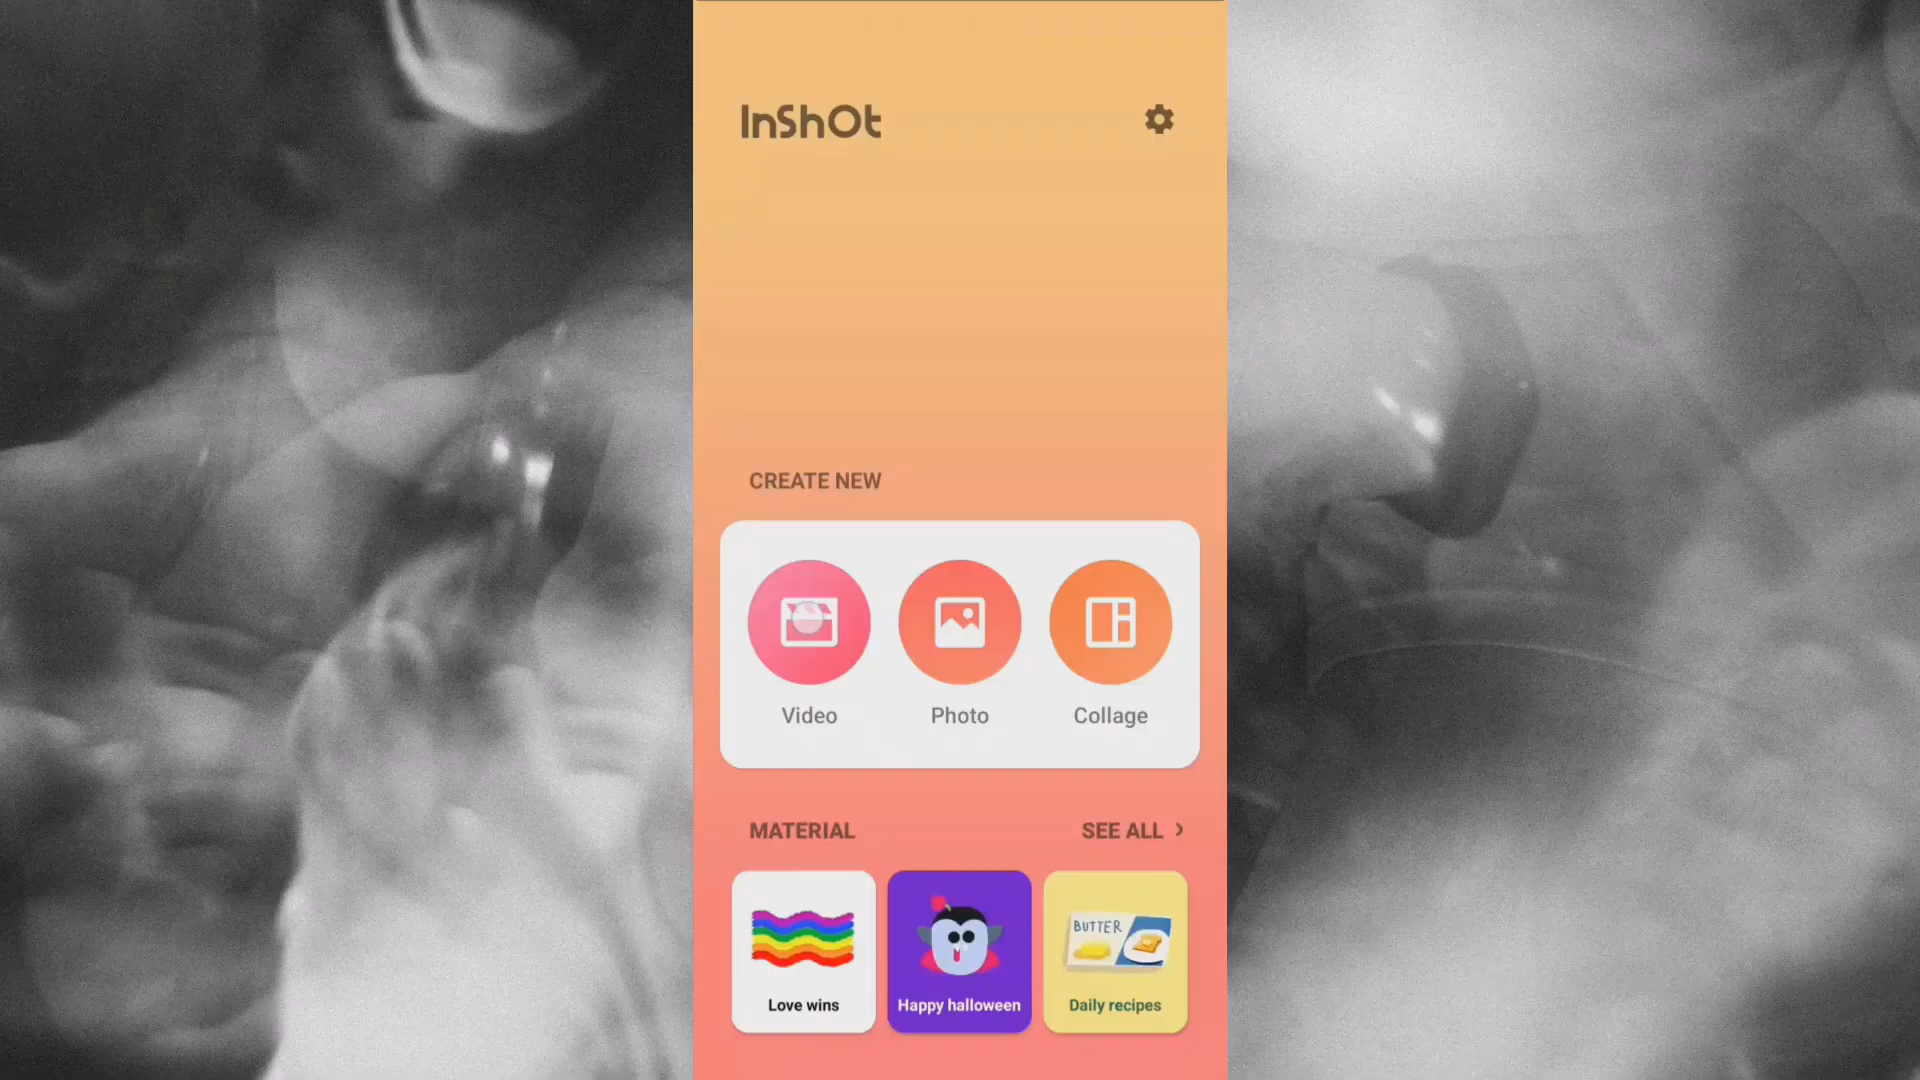 InShOt
CREATE NEW
Video
Photo
Collage
MATERIAL
SEE ALL >
BUTTER
Love wins
Happy halloween
Daily recipes